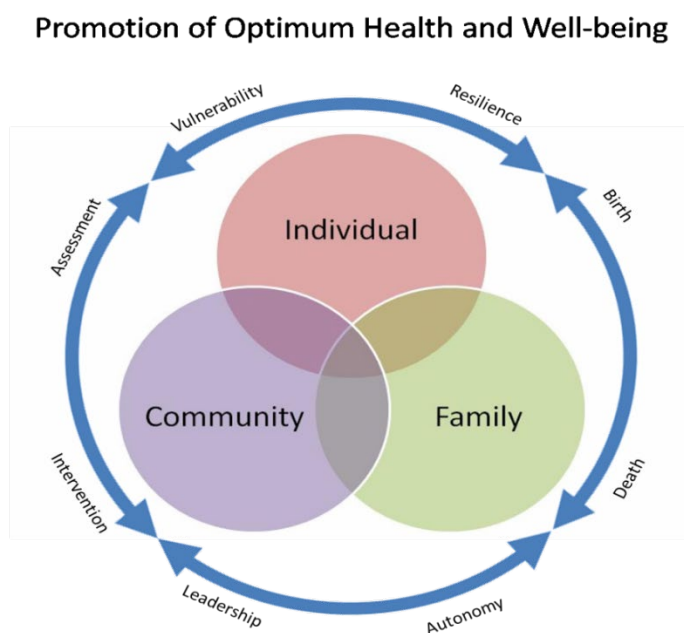 Promotion of Optimum Health and Well-being
Vulnerability
Resilience
Assessment
Birth
Individual
Community
Family
Intervention
Death
Leadership
Autonomy